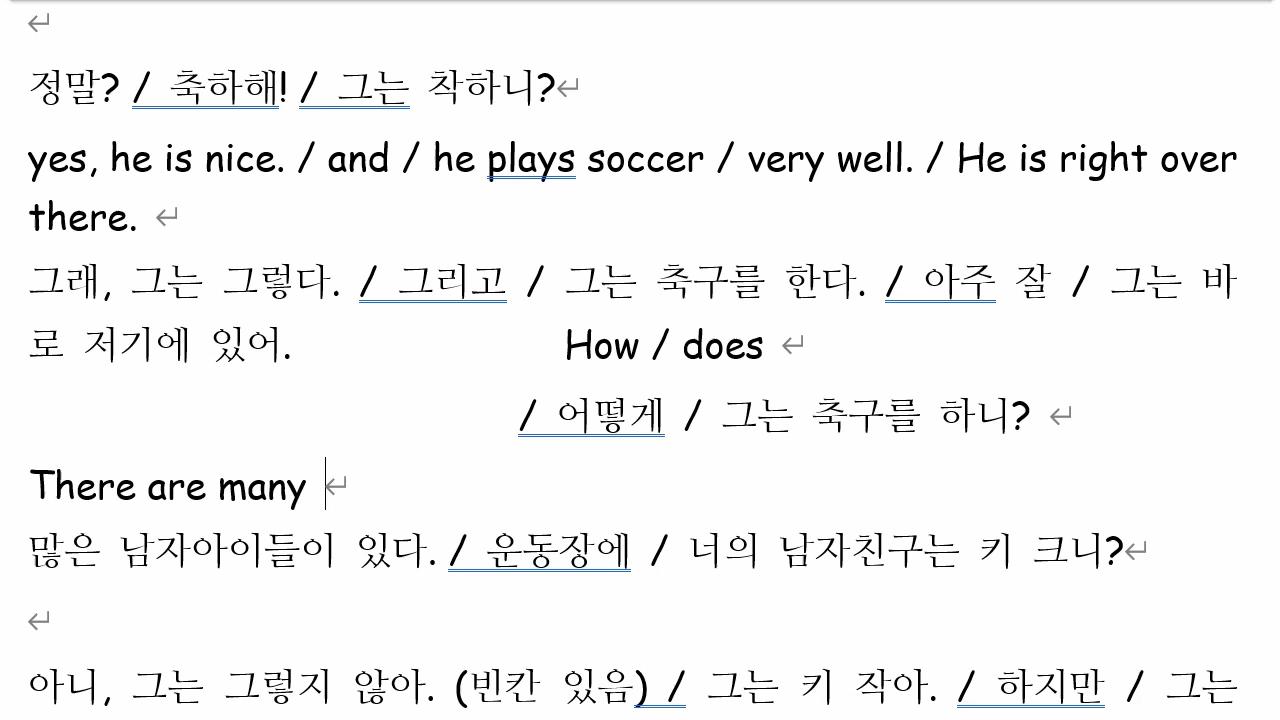 정말? / 축하해! / 그는 착하니?
yes, he is nice. / and / he plays soccer / very well. / He is right over
there.
그래, 그는 그렇다. / 그리고 / 그는 축구를 한다. / 아주 잘 / 그는 바
로 저기에 있어. How / does
/ 어떻게 / 그는 축구를 하니?
There are many
많은 남자아이들이 있다. / 운동장에 / 너의 남자친구는 키 크니?
아니, 그는 그렇지 않아. (빈칸 있음) / 그는 키 작아. / 하지만 / 그는